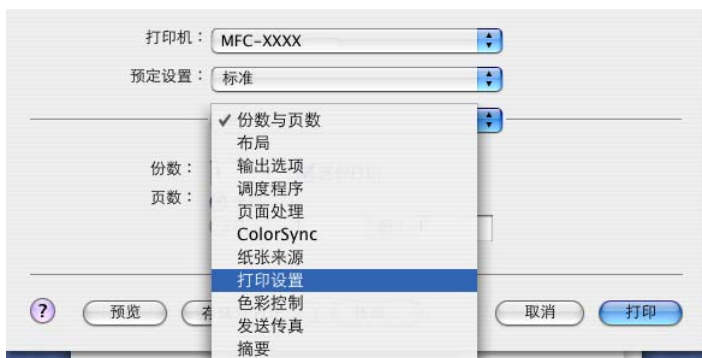 打印机：MFC-XXXX
预定设置：标准
✓ 份数与页数
布局
份数：
输出选项
调度程序
页数：
页面处理
ColorSync
纸张来源
打印设置
色彩控制
发送传真
摘要
? 预览 取消 打印